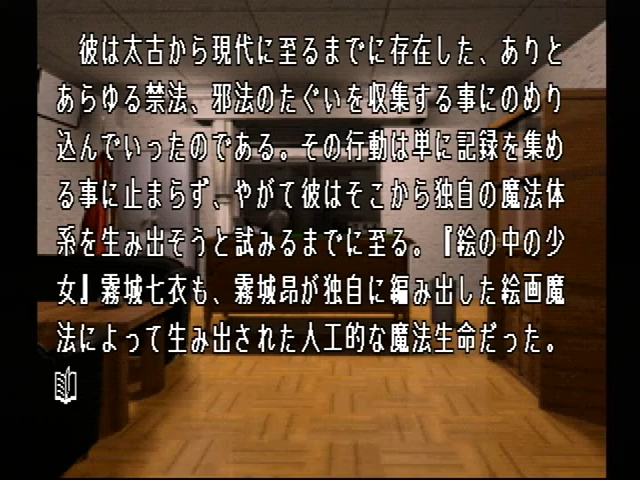 彼は太古から現代に至るまでに存在した、ありと
あらゆる禁法、邪法のたぐいを収集する事にのめり
込んでいったのである。その行動は単に記録を集め
る事に止まらず、やがて彼はそこから独自の魔法体
系を生み出そうと試みるまでに至る。『絵の中の少
女』霧城七衣も、霧城昂が独自に編み出した絵画魔
法によって生み出された人工的な魔法生命だった。